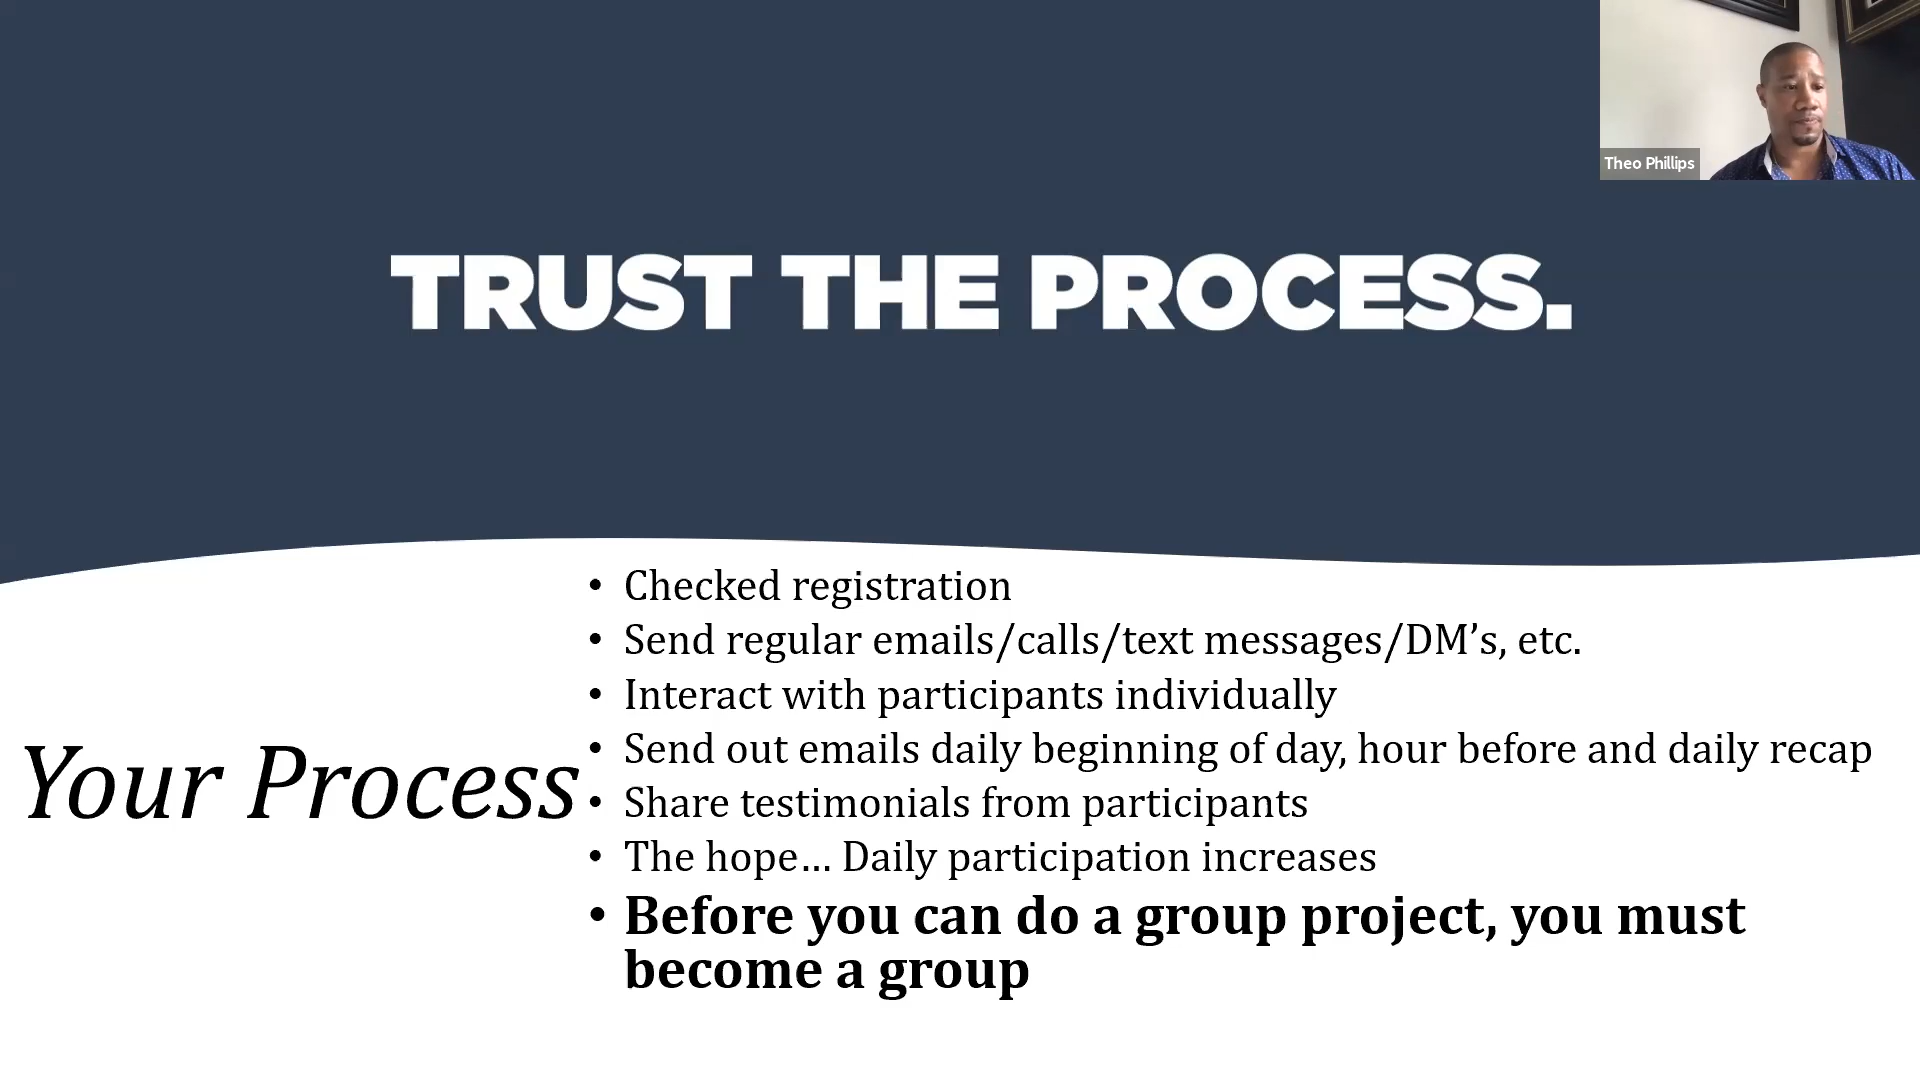 Theo Phillips
TRUST THE PROCESS.
Your Process
• Checked registration
• Send regular emails/calls/text messages/DM’s, etc.
• Interact with participants individually
• Send out emails daily beginning of day, hour before and daily recap
• Share testimonials from participants
• The hope... Daily participation increases
• Before you can do a group project, you must
become a group